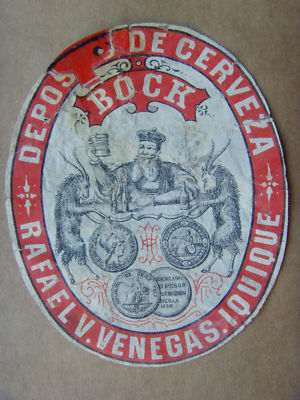 DEPOS DE CERVEZA
BOCK
RAFAEL V. VENEGAS. IQUIQUE